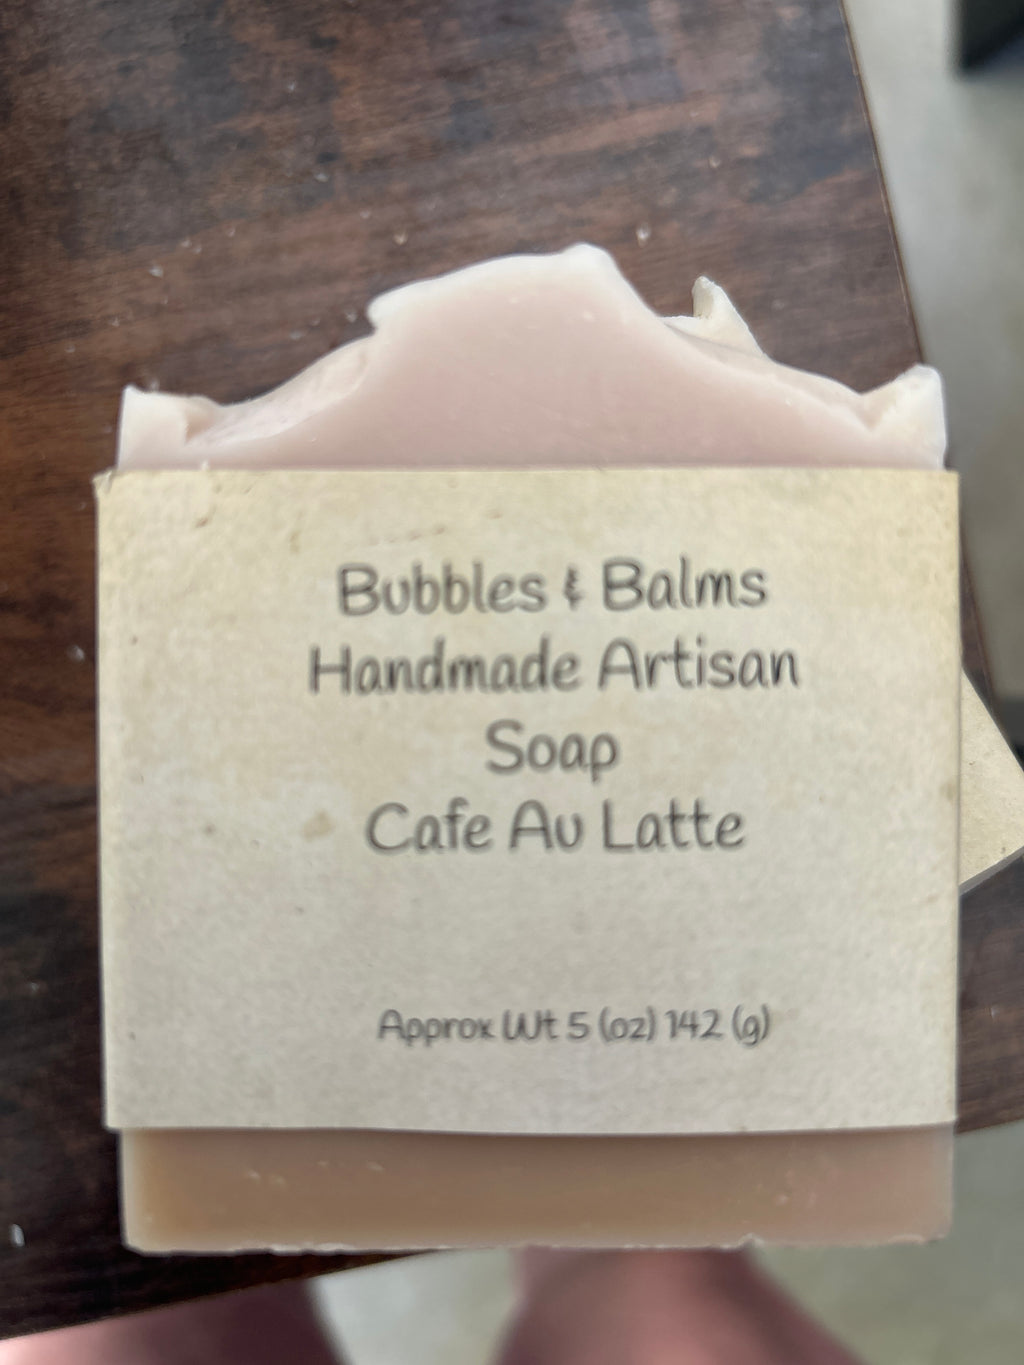 Bubbles & Balms
Handmade Artisan
Soap
Cafe Au Latte
Approx Wt 5 (oz) 142 (g)